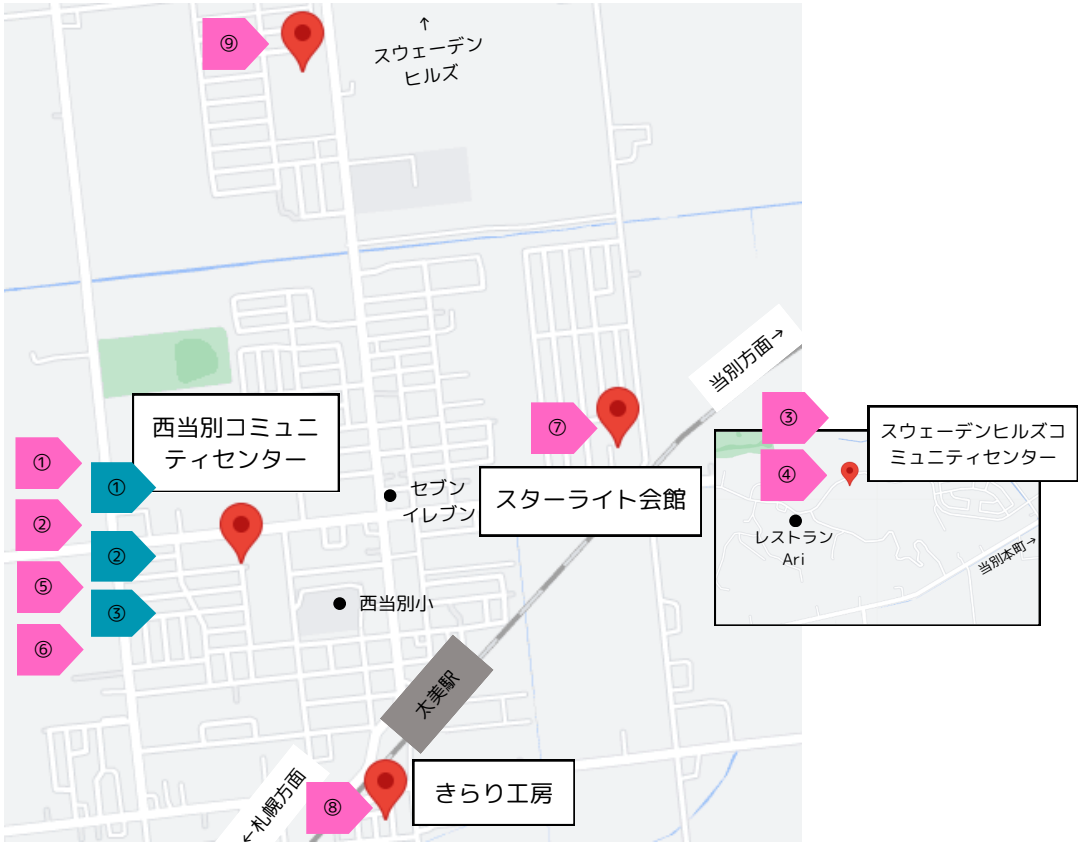 ⑨
↑
スウェーデン
ヒルズ
当別方面→
西当別コミュニ
ティセンター
①
②
⑤
⑥
①
②
③
セブン
イレブン
⑦
スターライト会館
③
④
スウェーデンヒルズコ
ミュニティセンター
レストラン
Ari
当別本町→
西当別小
太美駅
←札幌方面
⑧
きらり工房